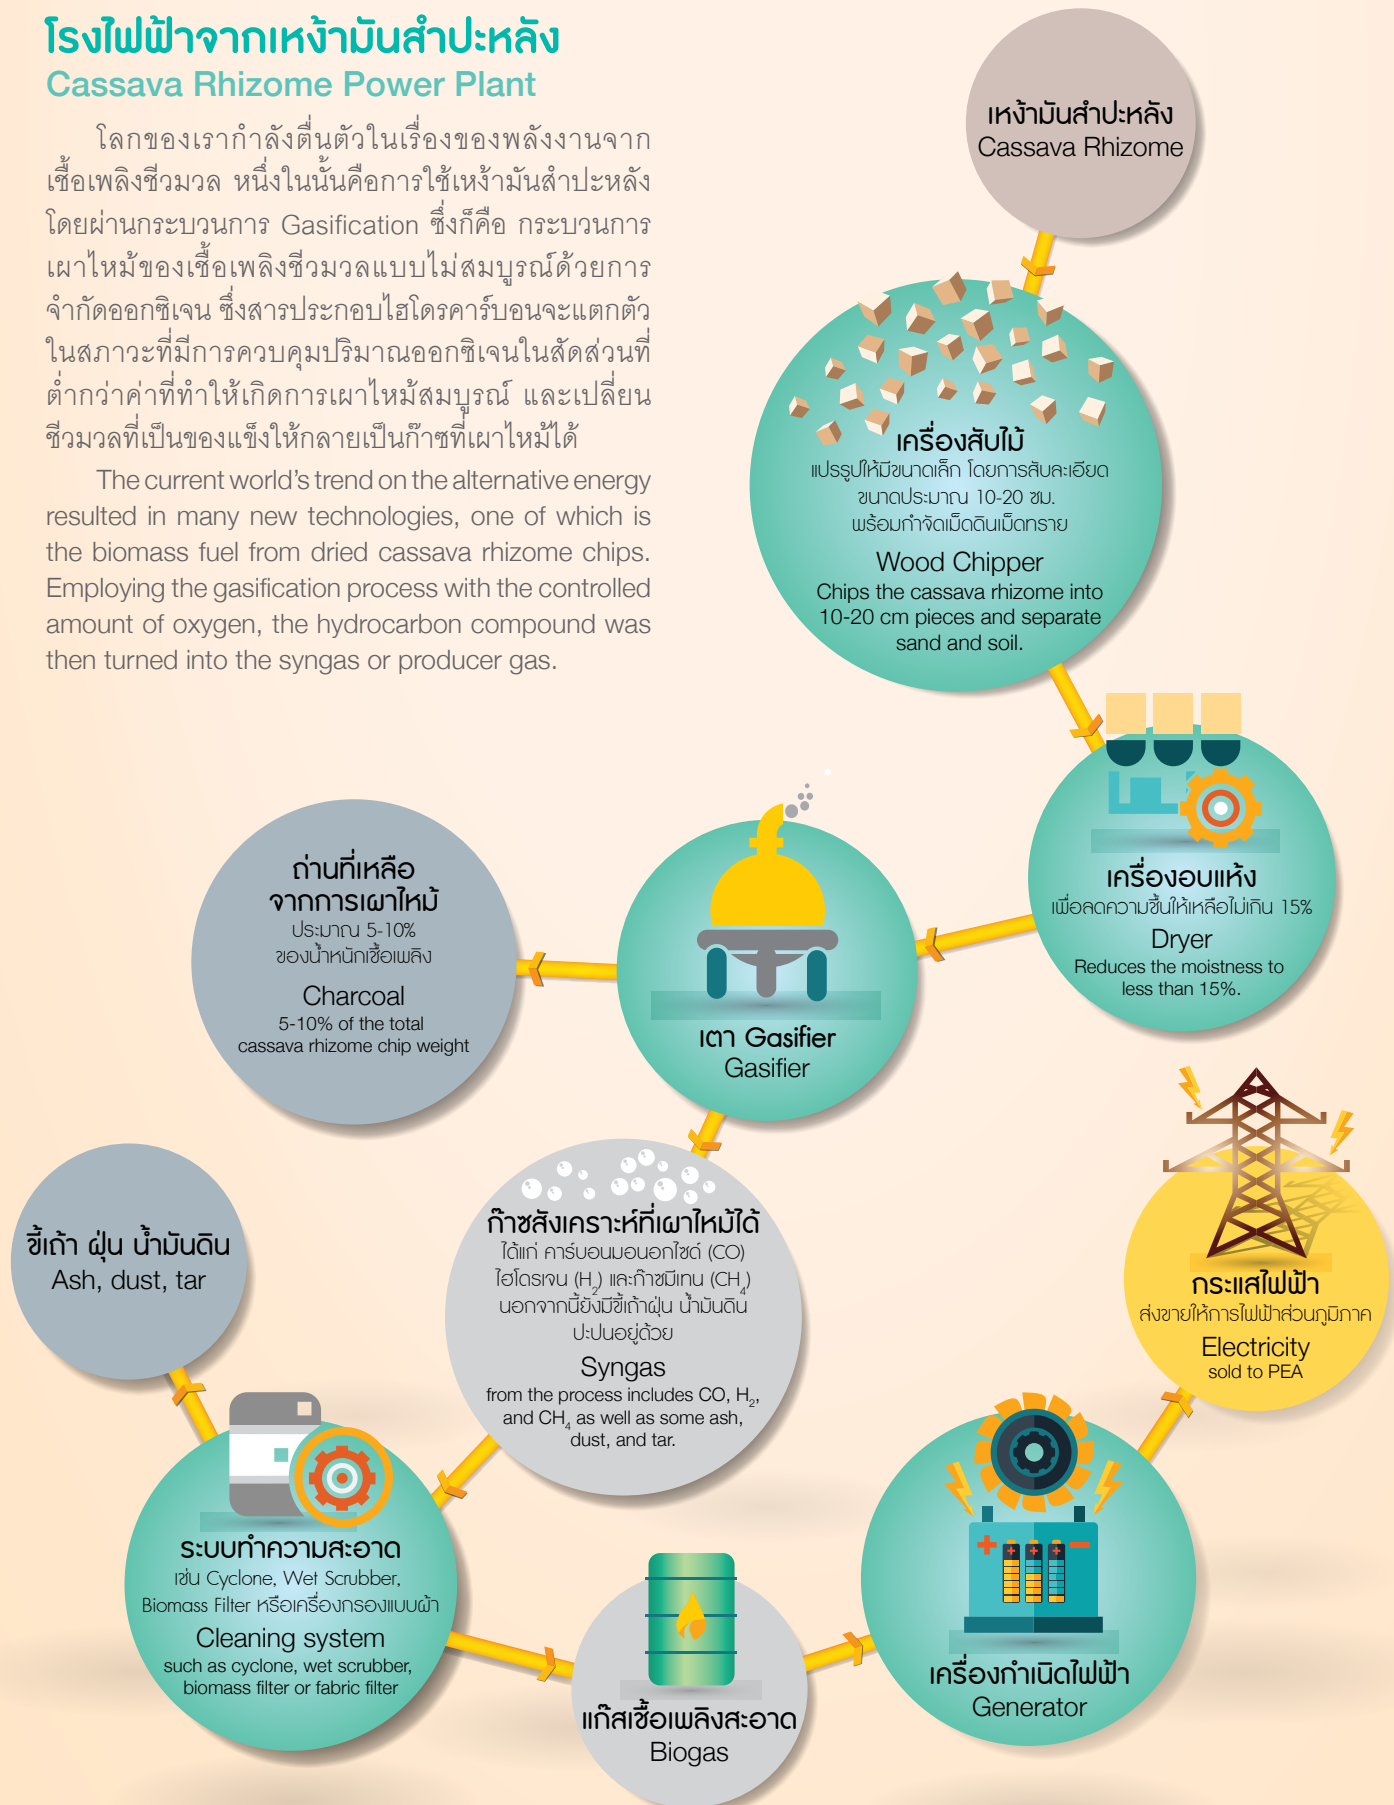 โรงไฟฟ้าจากเหง้ามันสำปะหลัง
Cassava Rhizome Power Plant
โลกของเรากำลังตื่นตัวในเรื่องของพลังงานจาก
เชื้อเพลิงชีวมวล หนึ่งในนั้นคือการใช้เหง้ามันสำปะหลัง
โดยผ่านกระบวนการ Gasification ซึ่งก็คือ กระบวนการ
เผาไหม้ของเชื้อเพลิงชีวมวลแบบไม่สมบูรณ์ด้วยการ
จำกัดออกซิเจน ซึ่งสารประกอบไฮโดรคาร์บอนจะแตกตัว
ในสภาวะที่มีการควบคุมปริมาณออกซิเจนในสัดส่วนที่
ต่ำกว่าค่าที่ทำให้เกิดการเผาไหม้สมบูรณ์ และเปลี่ยน
ชีวมวลที่เป็นของแข็งให้กลายเป็นก๊าซที่เผาไหม้ได้
The current world's trend on the alternative energy
resulted in many new technologies, one of which is
the biomass fuel from dried cassava rhizome chips.
Employing the gasification process with the controlled
amount of oxygen, the hydrocarbon compound was
then turned into the syngas or producer gas.
เหง้ามันสำปะหลัง
Cassava Rhizome
เครื่องสับไม้
แปรรูปให้มีขนาดเล็ก โดยการสับละเอียด
ขนาดประมาณ 10-20 ซม.
พร้อมกำจัดเม็ดดินเม็ดทราย
Wood Chipper
Chips the cassava rhizome into
10-20 cm pieces and separate
sand and soil.
เครื่องอบแห้ง
เพื่อลดความชื้นให้เหลือไม่เกิน 15%
Dryer
Reduces the moistness to
less than 15%.
เตา Gasifier
Gasifier
ถ่านที่เหลือ
จากการเผาไหม้
ประมาณ 5-10%
ของน้ำหนักเชื้อเพลิง
Charcoal
5-10% of the total
cassava rhizome chip weight
ก๊าซสังเคราะห์ที่เผาไหม้ได้
ได้แก่ คาร์บอนมอนอกไซด์ (CO)
ไฮโดรเจน (H₂) และก๊าซมีเทน (CH₄)
นอกจากนี้ยังมีขี้เถ้าฝุ่น น้ำมันดิน
ปะปนอยู่ด้วย
Syngas
from the process includes CO, H₂,
and CH₄ as well as some ash,
dust, and tar.
ขี้เถ้า ฝุ่น น้ำมันดิน
Ash, dust, tar
ระบบทำความสะอาด
เช่น Cyclone, Wet Scrubber,
Biomass Filter หรือเครื่องกรองแบบผ้า
Cleaning system
such as cyclone, wet scrubber,
biomass filter or fabric filter
แก๊สเชื้อเพลิงสะอาด
Biogas
เครื่องกำเนิดไฟฟ้า
Generator
กระแสไฟฟ้า
ส่งขายให้การไฟฟ้าส่วนภูมิภาค
Electricity
sold to PEA